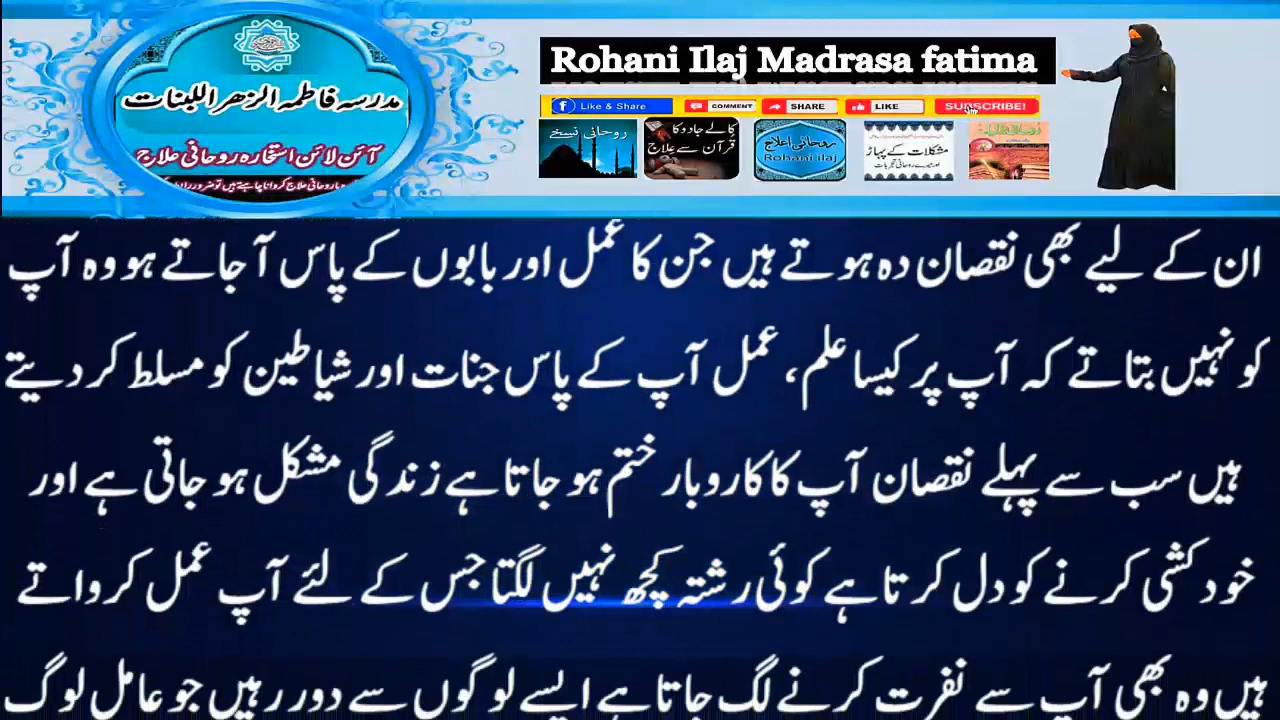 مدرسہ فاطمہ الزھرا للبنات
آئن لائن استخارہ روحانی علاج
Rohani Ilaj Madrasa fatima
Like & Share
COMMENT
SHARE
LIKE
SUBSCRIBE!
روحانی نسخے
کالے جادو کا
قرآن سے علاج
روحانی علاج
Rohani Ilaj
مشکلات کے پہاڑ
ان کے لیے بھی نقصان دہ ہوتے ہیں جن کا عمل اور بابوں کے پاس آ جاتے ہو وہ آپ
کو نہیں بتاتے کہ آپ پر کیسا علم، عمل آپ کے پاس جنات اور شیاطین کو مسلط کر دیتے
ہیں سب سے پہلے نقصان آپ کا کاروبار ختم ہو جاتا ہے زندگی مشکل ہو جاتی ہے اور
خود کشی کرنے کو دل کرتا ہے کوئی رشتہ کچھ نہیں لگتا جس کے لئے آپ عمل کرواتے
ہیں وہ بھی آپ سے نفرت کرنے لگ جاتا ہے ایسے لوگوں سے دور رہیں جو عامل لوگ